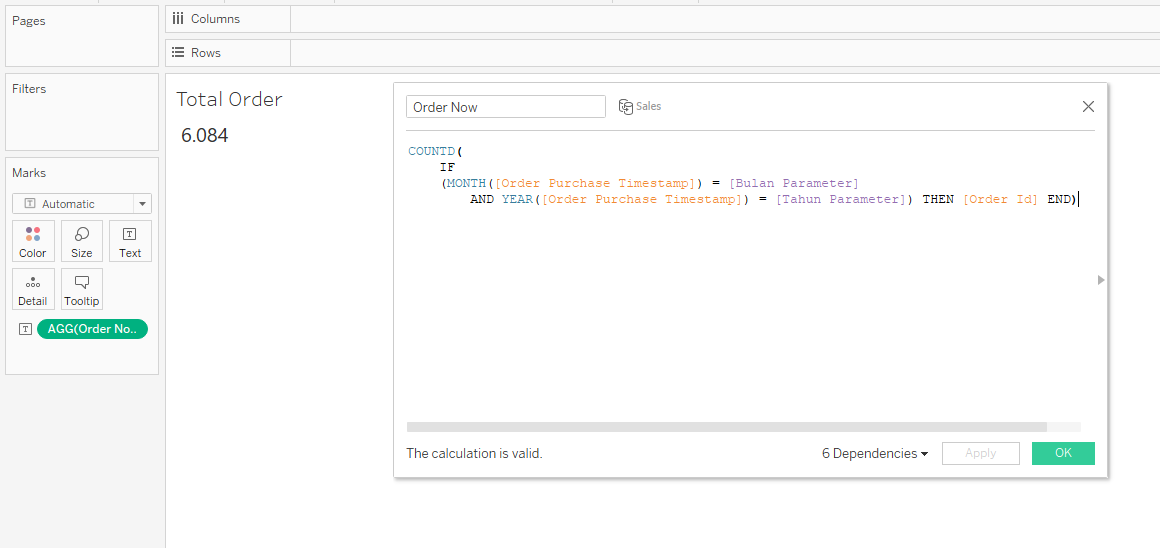 Pages
Columns
Rows
Filters
Total Order
6.084
Marks
Automatic
Color
Size
Text
Detail
Tooltip
AGG(Order No..
Order Now
Sales
COUNTD(
IF
(MONTH([Order Purchase Timestamp]) = [Bulan Parameter]
AND YEAR([Order Purchase Timestamp]) = [Tahun Parameter]) THEN [Order Id] END)
The calculation is valid.
6 Dependencies
Apply
OK